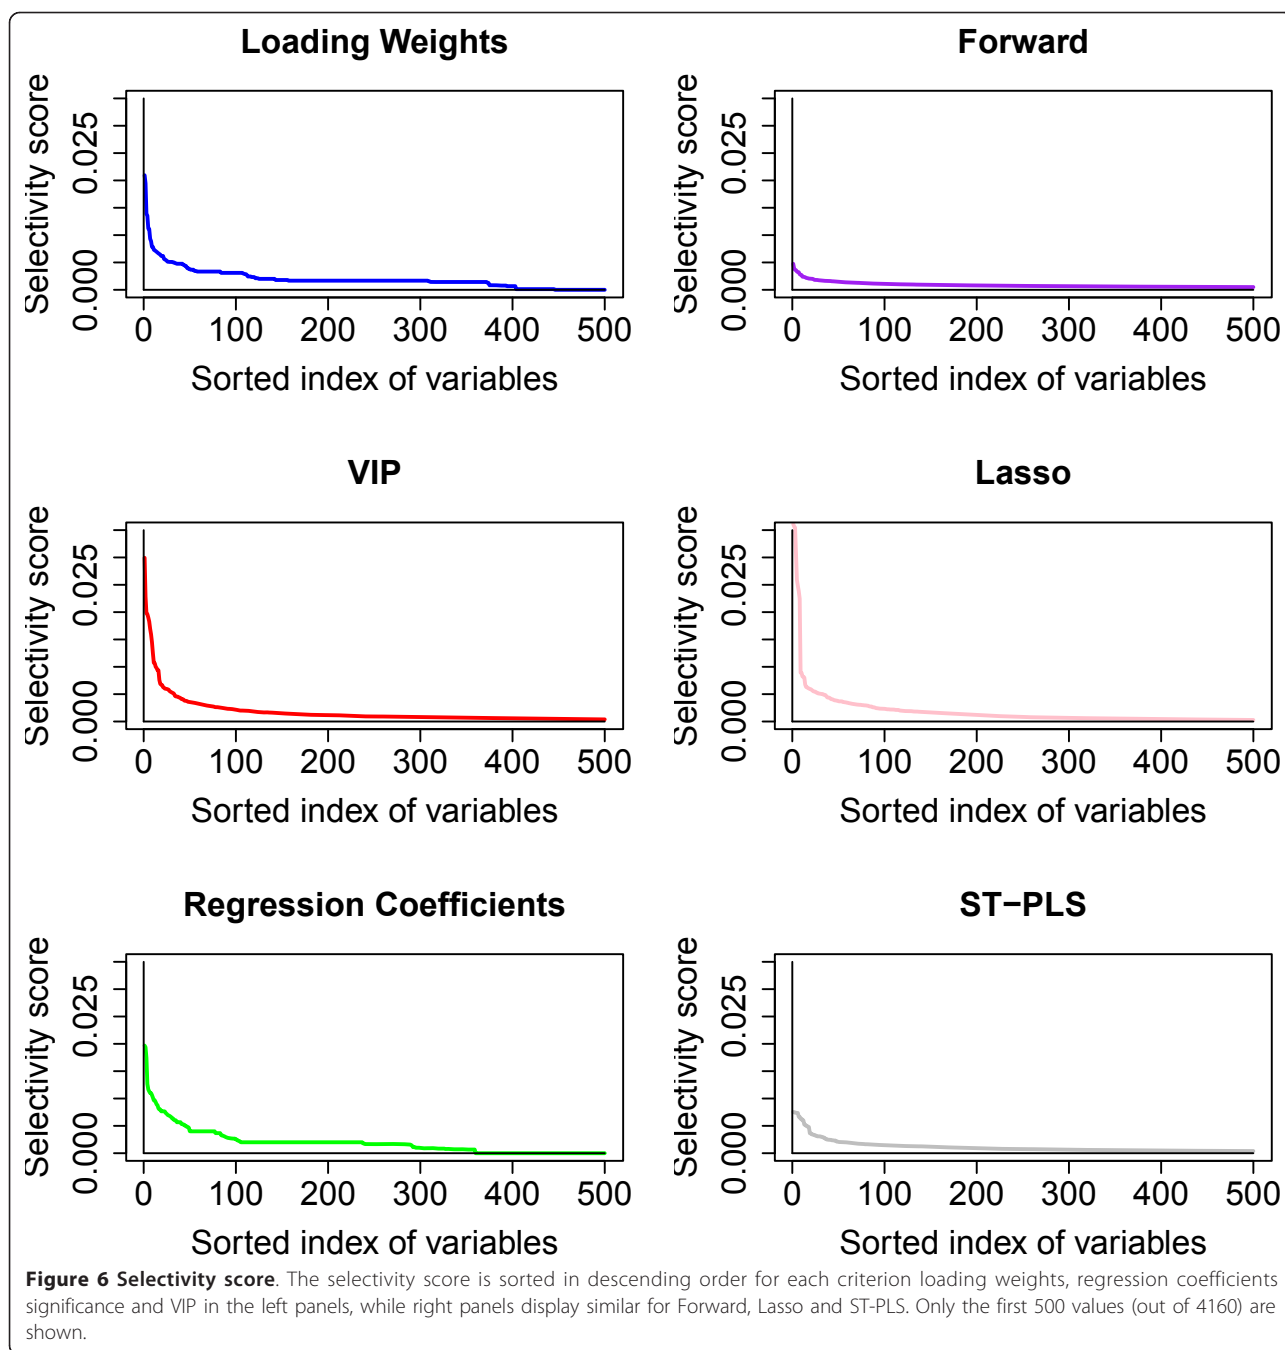 Loading Weights
Selectivity score
0.025
0.000
0 100 200 300 400 500
Sorted index of variables
Forward
Selectivity score
0.025
0.000
0 100 200 300 400 500
Sorted index of variables
VIP
Selectivity score
0.025
0.000
0 100 200 300 400 500
Sorted index of variables
Lasso
Selectivity score
0.025
0.000
0 100 200 300 400 500
Sorted index of variables
Regression Coefficients
Selectivity score
0.025
0.000
0 100 200 300 400 500
Sorted index of variables
ST−PLS
Selectivity score
0.025
0.000
0 100 200 300 400 500
Sorted index of variables
Figure 6 Selectivity score. The selectivity score is sorted in descending order for each criterion loading weights, regression coefficients
significance and VIP in the left panels, while right panels display similar for Forward, Lasso and ST-PLS. Only the first 500 values (out of 4160) are
shown.